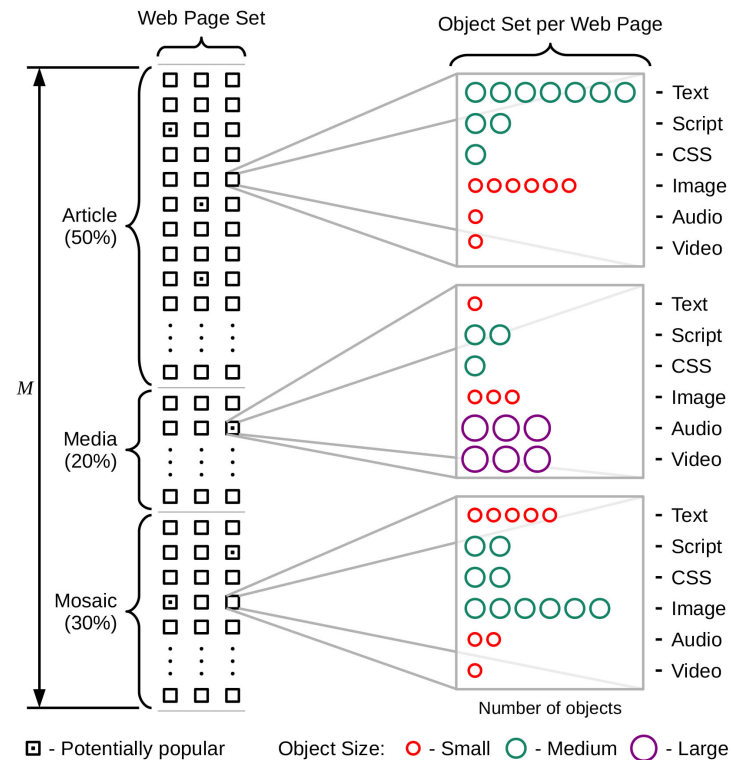 Web Page Set
Object Set per Web Page
M
Article
(50%)
Media
(20%)
Mosaic
(30%)
- Text
- Script
- CSS
- Image
- Audio
- Video
- Text
- Script
- CSS
- Image
- Audio
- Video
- Text
- Script
- CSS
- Image
- Audio
- Video
Number of objects
- Potentially popular
Object Size: - Small - Medium - Large